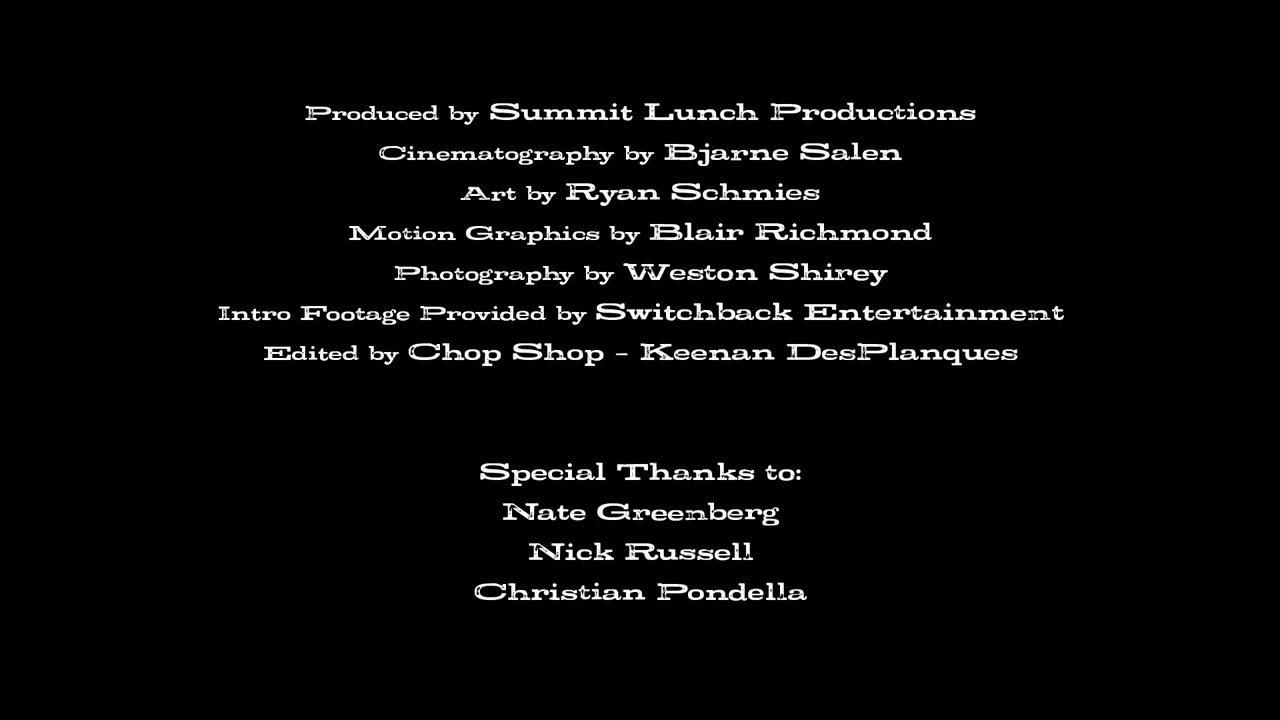 Produced by Summit Lunch Productions
Cinematography by Bjarne Salen
Art by Ryan Schmies
Motion Graphics by Blair Richmond
Photography by Weston Shirey
Intro Footage Provided by Switchback Entertainment
Edited by Chop Shop - Keenan DesPlanques
Special Thanks to:
Nate Greenberg
Nick Russell
Christian Pondella